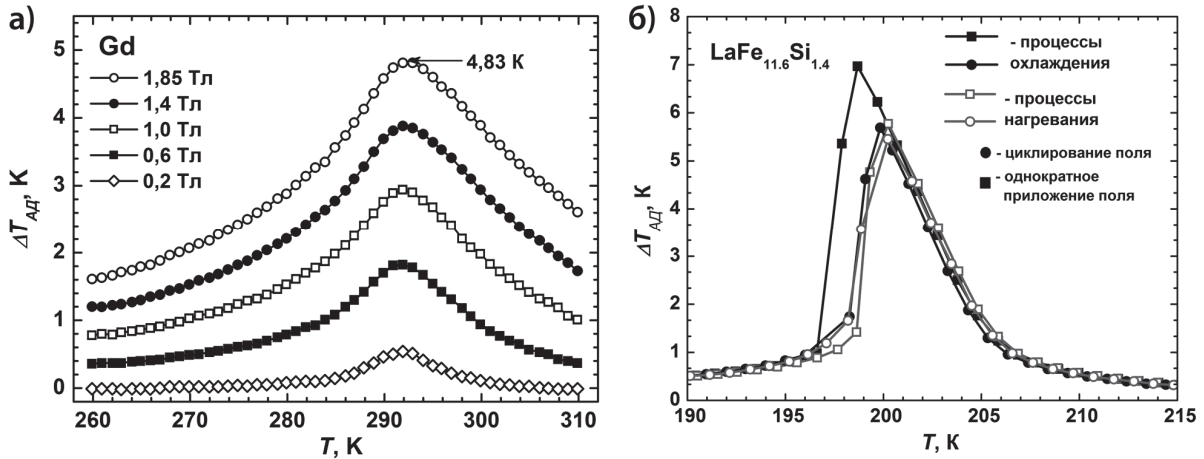 а)
Gd
4,83 К
1,85 Тл
1,4 Тл
1,0 Тл
0,6 Тл
0,2 Тл
5
4
3
2
1
0
ΔT_АД, К
260 270 280 290 300 310
T, К
б)
LaFe11.6Si1.4
- процессы
охлаждения
- процессы
нагревания
- циклирование поля
- однократное
приложение поля
8
7
6
5
4
3
2
1
0
ΔT_АД, К
190 195 200 205 210 215
T, К